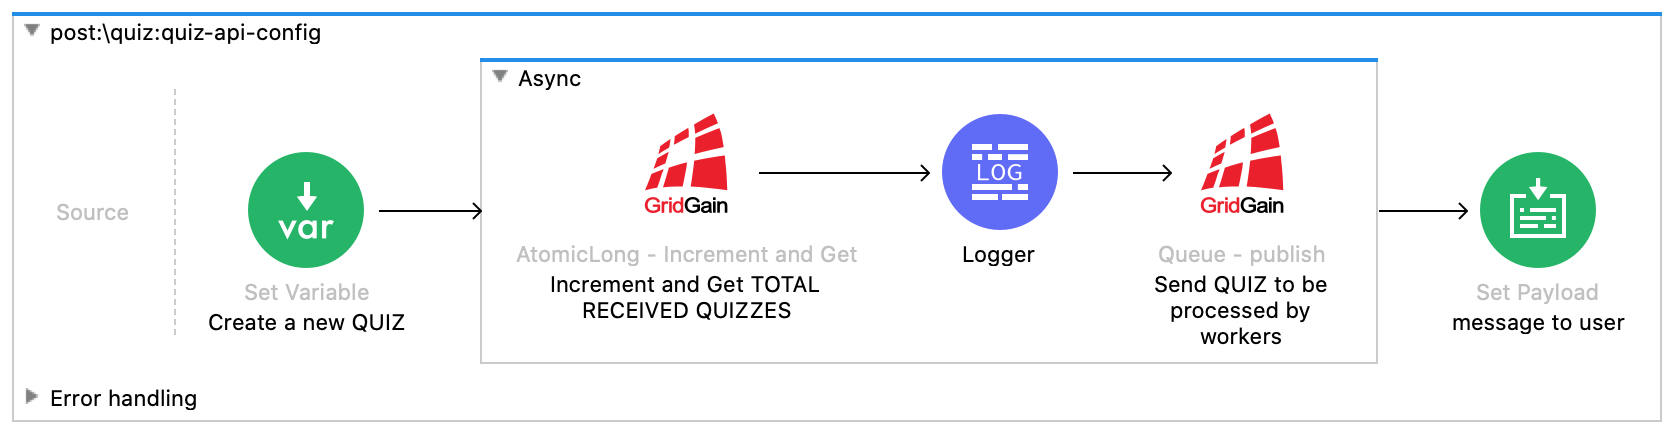 post:\quiz:quiz-api-config
Async
Source
var
Set Variable
Create a new QUIZ
GridGain
AtomicLong - Increment and Get
Increment and Get TOTAL
RECEIVED QUIZZES
LOG
Logger
GridGain
Queue - publish
Send QUIZ to be
processed by
workers
Set Payload
message to user
Error handling